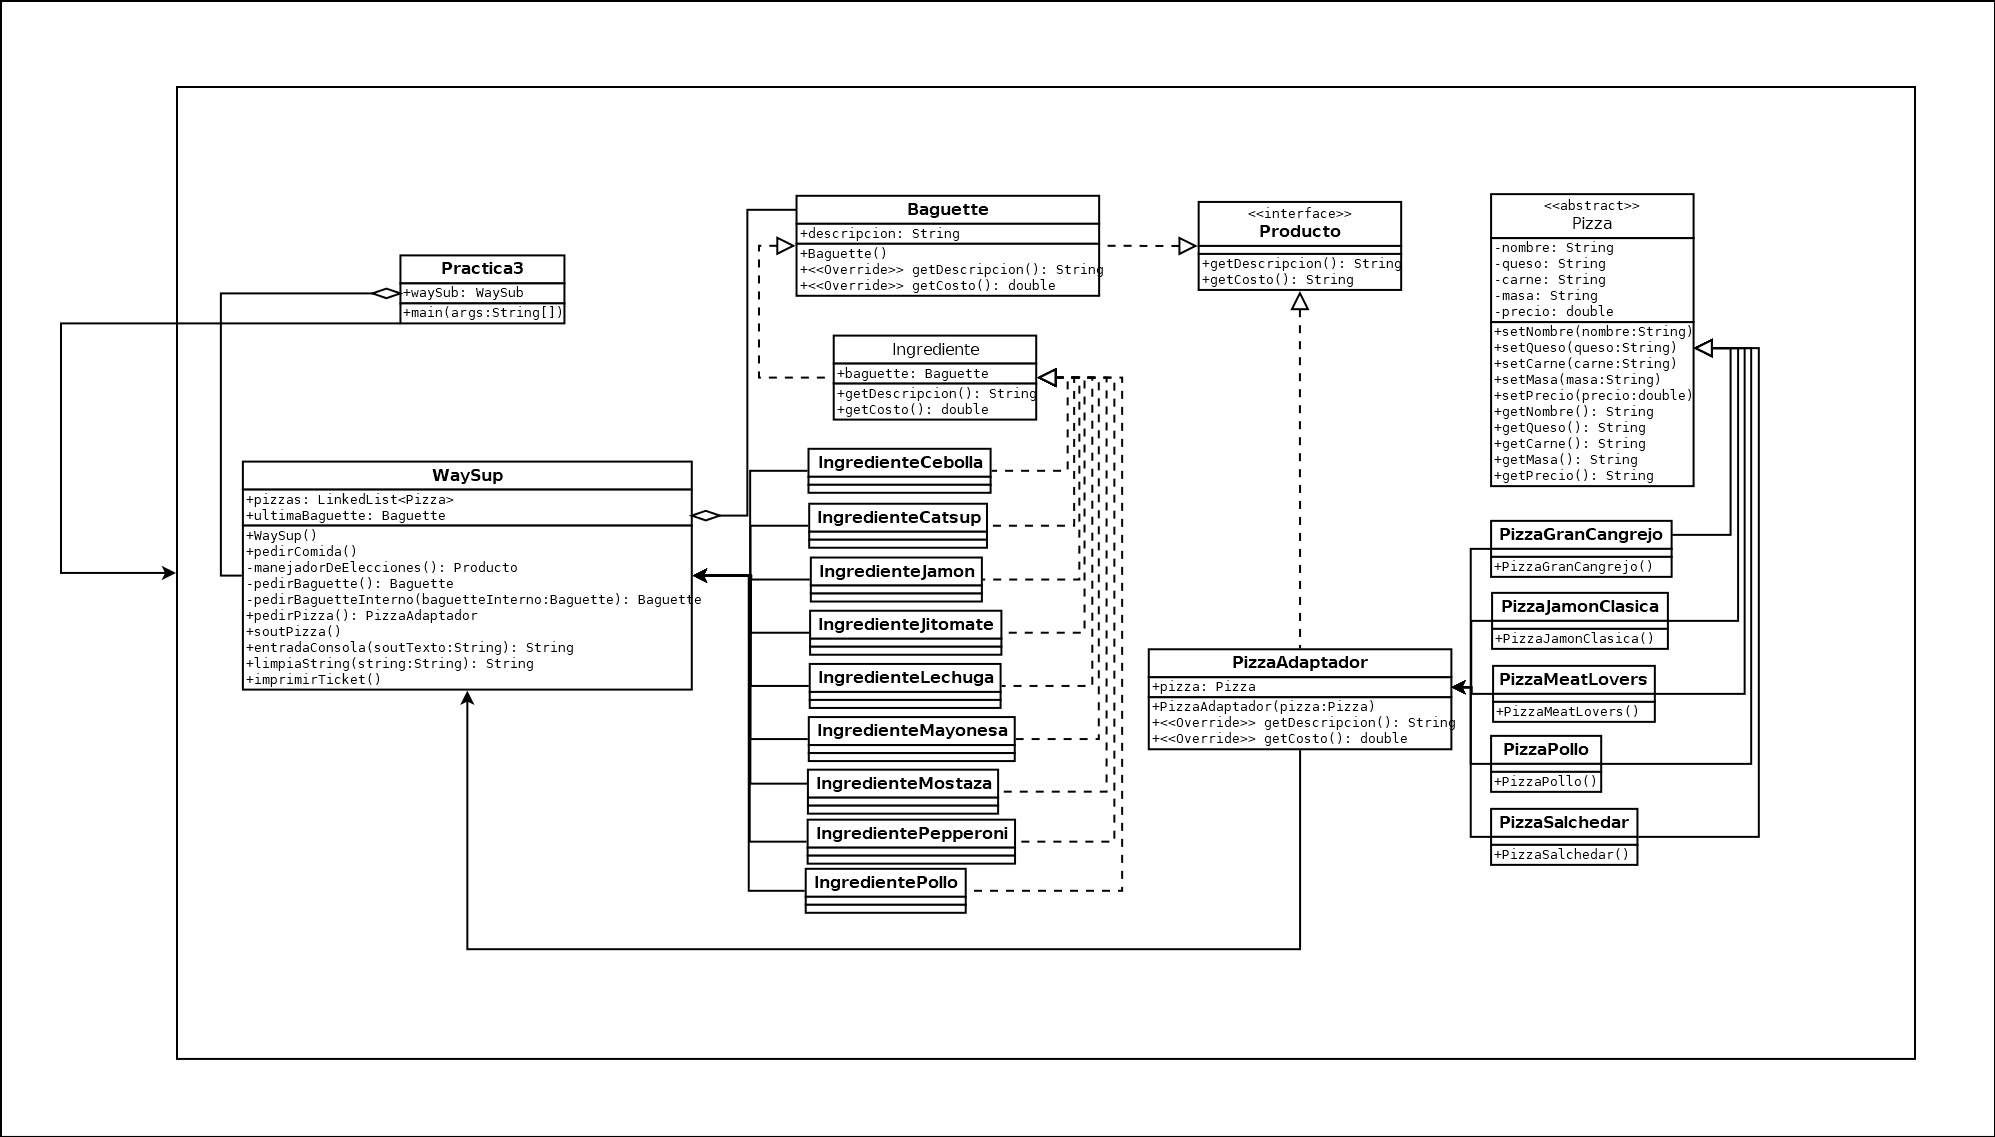 Practica3
+waySub: WaySub
+main(args:String[])
WaySup
+pizzas: LinkedList<Pizza>
+ultimaBaguette: Baguette
+WaySup()
+pedirComida()
-manejadorDeElecciones(): Producto
-pedirBaguette(): Baguette
-pedirBaguetteInterno(baguetteInterno:Baguette): Baguette
+pedirPizza(): PizzaAdaptador
+soutPizza()
+entradaConsola(soutTexto:String): String
+limpiaString(string:String): String
+imprimirTicket()
Baguette
+descripcion: String
+Baguette()
+<<Override>> getDescripcion(): String
+<<Override>> getCosto(): double
Ingrediente
+baguette: Baguette
+getDescripcion(): String
+getCosto(): double
IngredienteCebolla
IngredienteCatsup
IngredienteJamon
IngredienteJitomate
IngredienteLechuga
IngredienteMayonesa
IngredienteMostaza
IngredientePepperoni
IngredientePollo
<<interface>>
Producto
+getDescripcion(): String
+getCosto(): String
PizzaAdaptador
+pizza: Pizza
+PizzaAdaptador(pizza:Pizza)
+<<Override>> getDescripcion(): String
+<<Override>> getCosto(): double
<<abstract>>
Pizza
-nombre: String
-queso: String
-carne: String
-masa: String
-precio: double
+setNombre(nombre:String)
+setQueso(queso:String)
+setCarne(carne:String)
+setMasa(masa:String)
+setPrecio(precio:double)
+getNombre(): String
+getQueso(): String
+getCarne(): String
+getMasa(): String
+getPrecio(): String
PizzaGranCangrejo
+PizzaGranCangrejo()
PizzaJamonClasica
+PizzaJamonClasica()
PizzaMeatLovers
+PizzaMeatLovers()
PizzaPollo
+PizzaPollo()
PizzaSalchedar
+PizzaSalchedar()